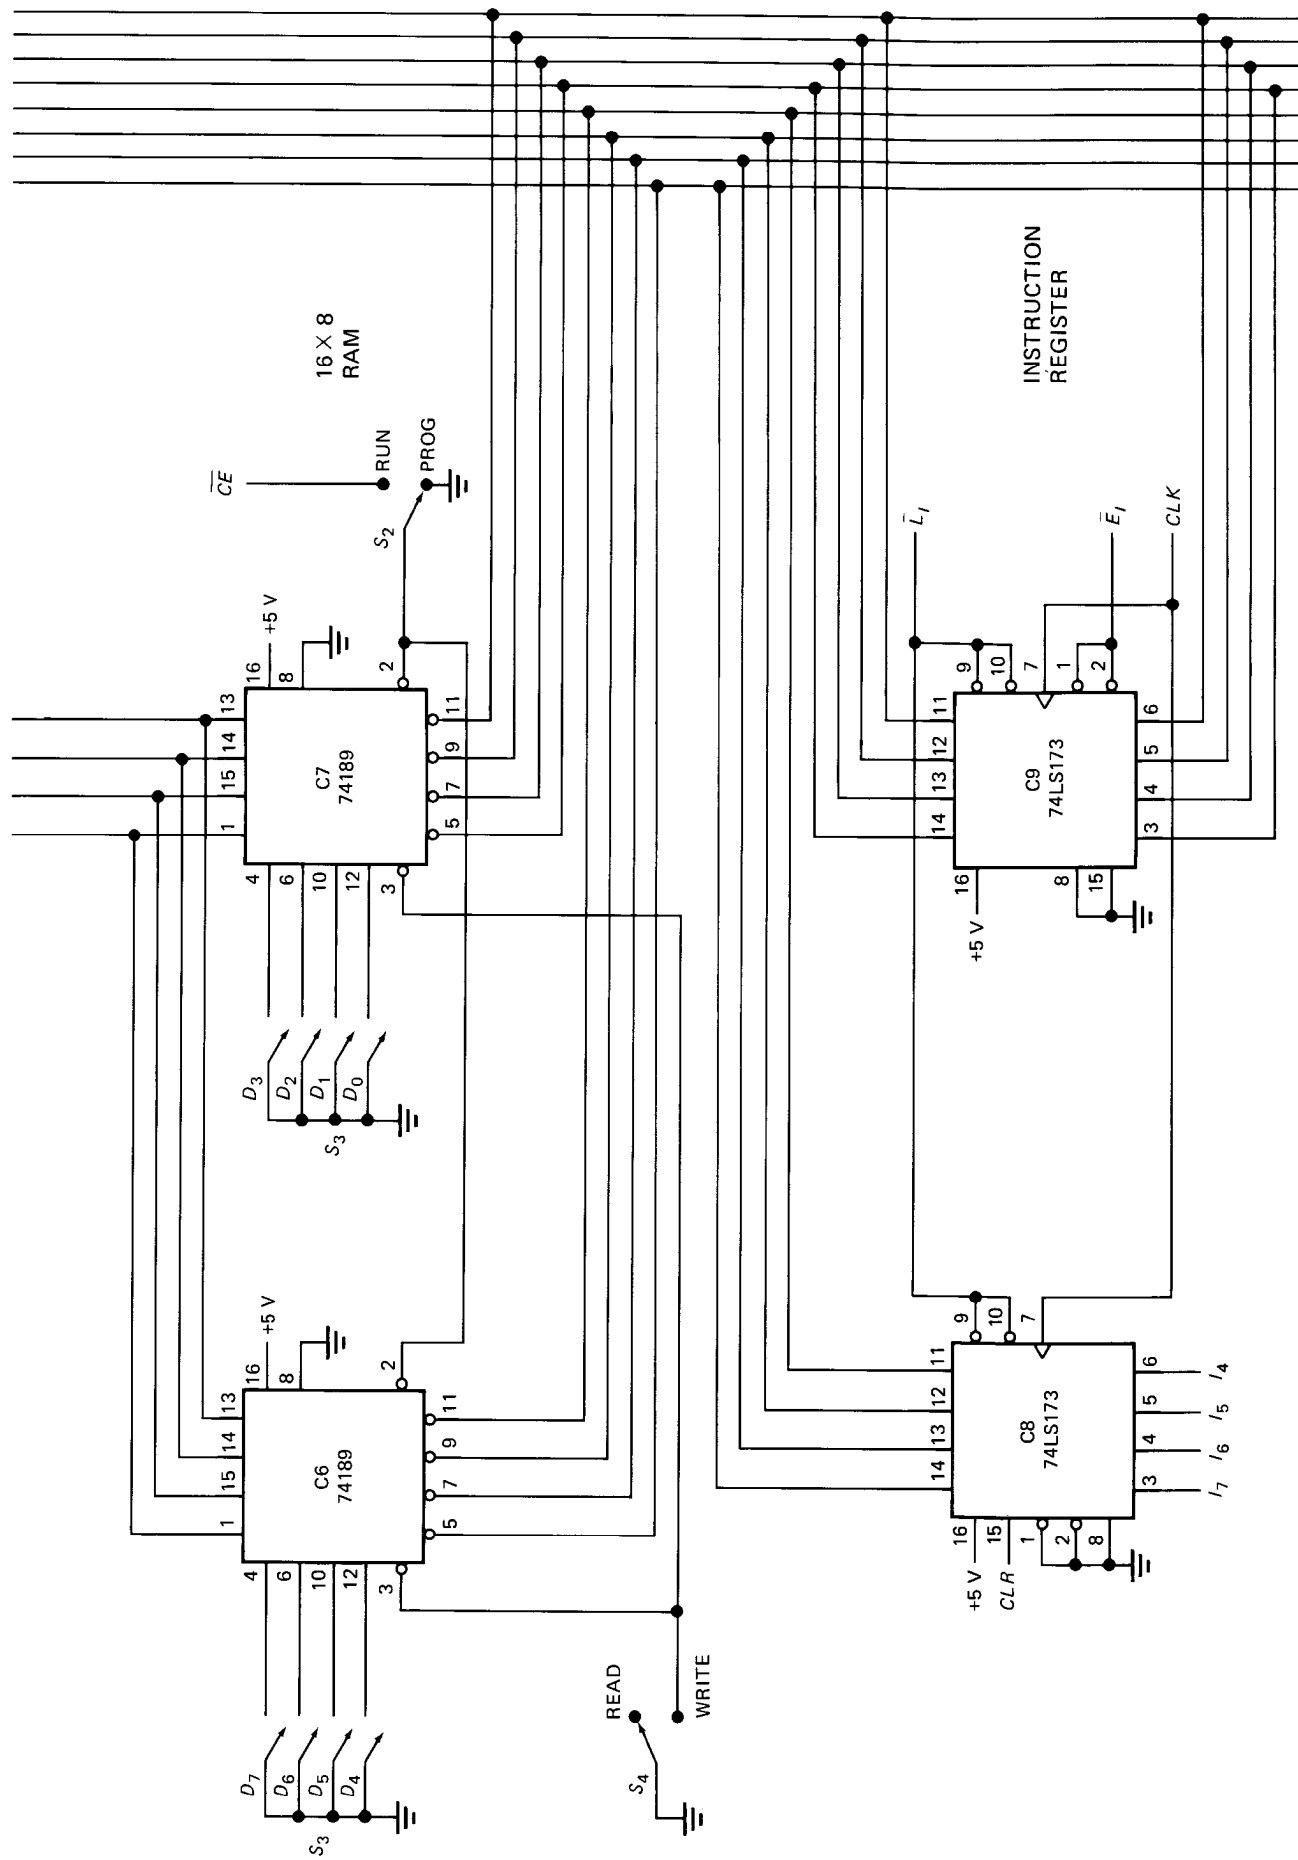 16 X 8
RAM
INSTRUCTION
REGISTER
$\overline{CE}$
RUN
PROG
S₂
+5 V
16
8
2
13
14
15
1
C7
74189
11
9
7
5
4
6
10
12
3
D₃
D₂
D₁
D₀
S₃
+5 V
16
8
2
13
14
15
1
C6
74189
11
9
7
5
4
6
10
12
3
D₇
D₆
D₅
D₄
S₃
READ
WRITE
S₄
$\overline{L}_I$
$\overline{E}_I$
CLK
9
10
7
1
2
11
12
13
14
C9
74LS173
6
5
4
3
16
8
15
+5 V
9
10
7
11
12
13
14
C8
74LS173
6
5
4
3
I₄
I₅
I₆
I₇
16
15
1
2
8
+5 V
CLR